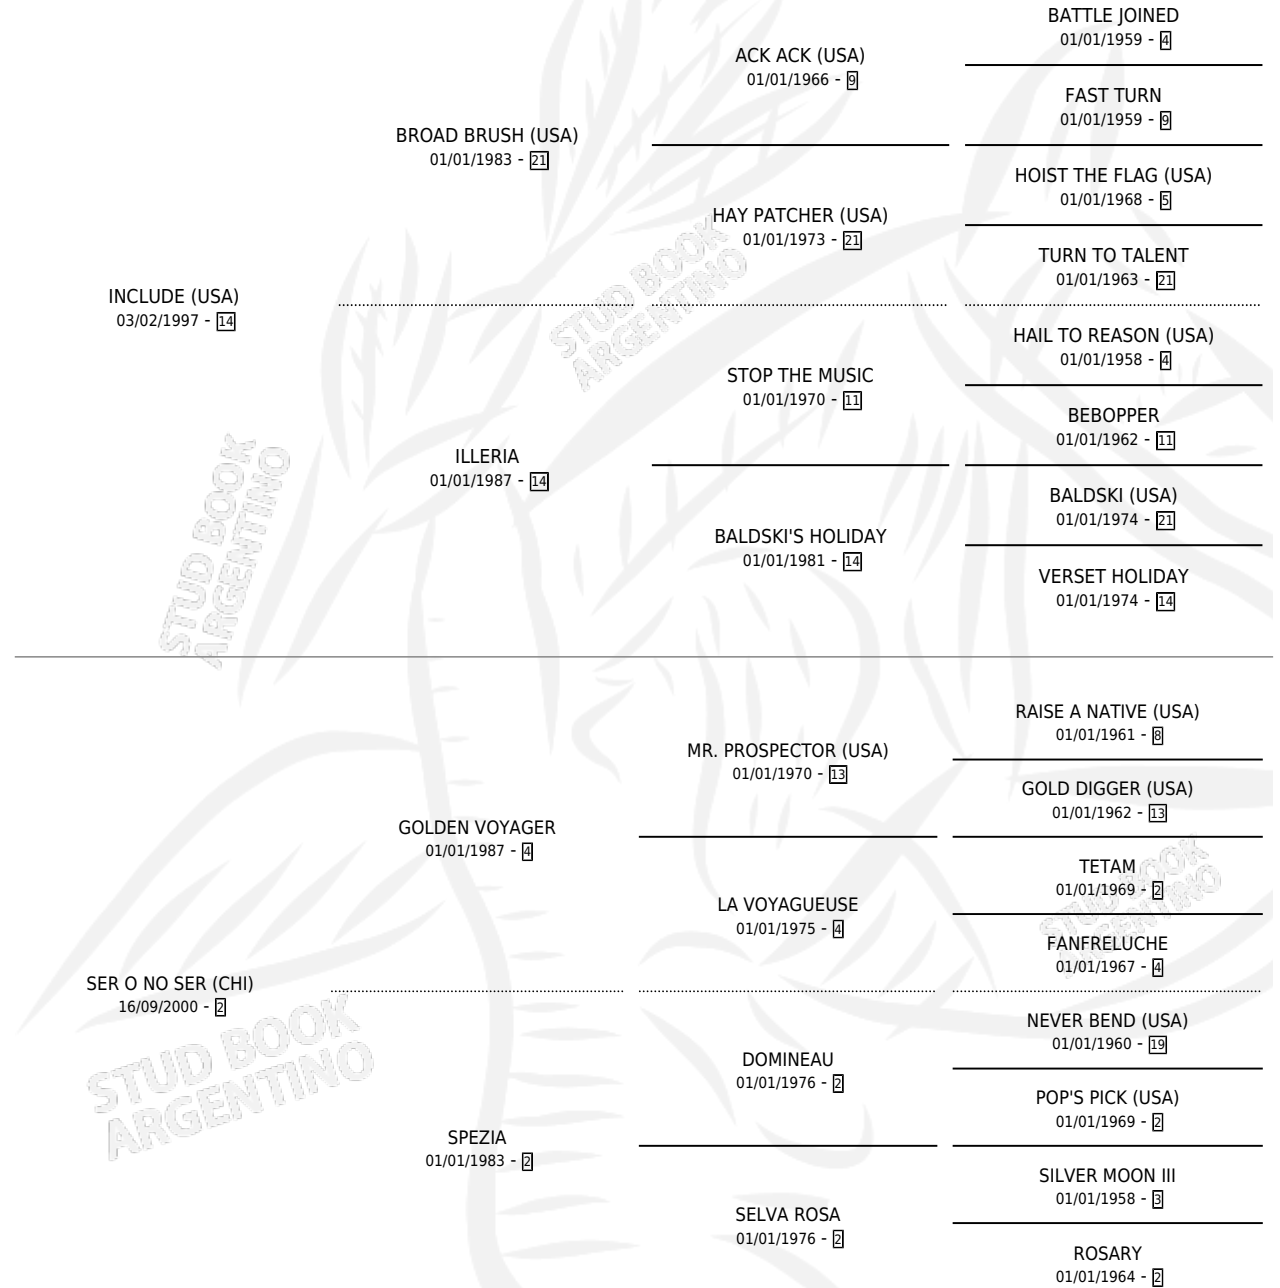 BATTLE JOINED
01/01/1959 - 4
ACK ACK (USA)
01/01/1966 - 9
FAST TURN
01/01/1959 - 9
BROAD BRUSH (USA)
01/01/1983 - 21
HOIST THE FLAG (USA)
01/01/1968 - 5
HAY PATCHER (USA)
01/01/1973 - 21
TURN TO TALENT
01/01/1963 - 21
INCLUDE (USA)
03/02/1997 - 14
STUD BOOK
ARGENTINO
HAIL TO REASON (USA)
01/01/1958 - 4
STOP THE MUSIC
01/01/1970 - 11
BEBOPPER
01/01/1962 - 11
ILLERIA
01/01/1987 - 14
BALDSKI (USA)
01/01/1974 - 21
BALDSKI'S HOLIDAY
01/01/1981 - 14
VERSET HOLIDAY
01/01/1974 - 14
STUD BOOK
ARGENTINO
RAISE A NATIVE (USA)
01/01/1961 - 8
MR. PROSPECTOR (USA)
01/01/1970 - 13
GOLD DIGGER (USA)
01/01/1962 - 13
GOLDEN VOYAGER
01/01/1987 - 4
TETAM
01/01/1969 - 2
LA VOYAGUEUSE
01/01/1975 - 4
FANFRELUCHE
01/01/1967 - 4
STUD BOOK
ARGENTINO
SER O NO SER (CHI)
16/09/2000 - 2
STUD BOOK
ARGENTINO
NEVER BEND (USA)
01/01/1960 - 19
DOMINEAU
01/01/1976 - 2
POP'S PICK (USA)
01/01/1969 - 2
SPEZIA
01/01/1983 - 2
SILVER MOON III
01/01/1958 - 3
SELVA ROSA
01/01/1976 - 2
ROSARY
01/01/1964 - 2